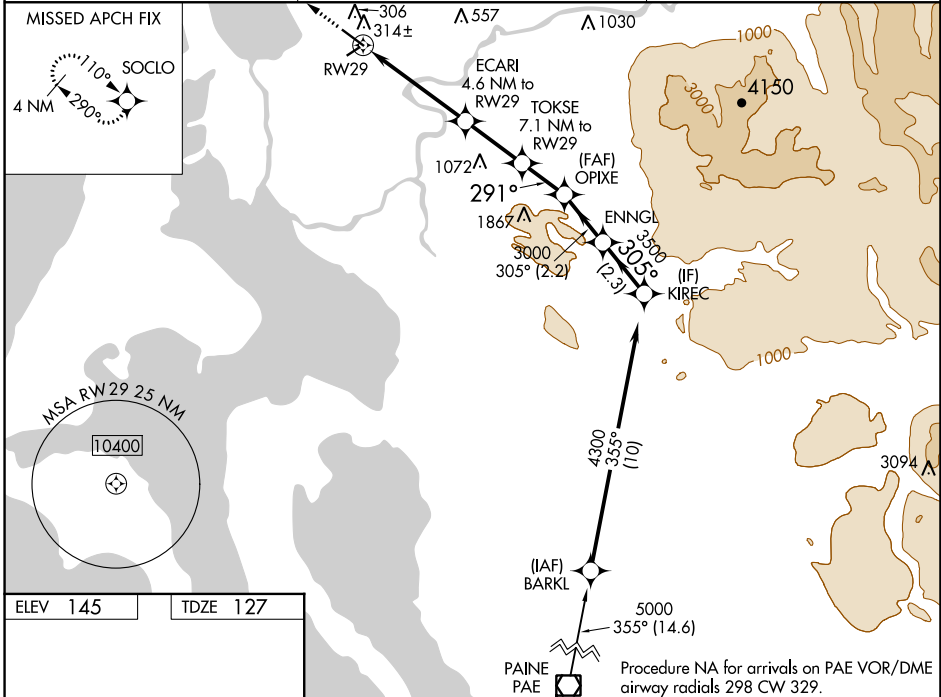 MISSED APCH FIX
110°
SOCLO
4 NM
290°
306
314±
557
1030
RW29
ECARI
4.6 NM to
RW29
TOKSE
7.1 NM to
RW29
1000
3000
4150
1072
(FAF)
OPIXE
291°
1867
ENNGL
3000
305° (2.2)
3500
305°
(2.3)
(IF)
KIREC
1000
MSA RW29 25 NM
10400
4300
355°
(10)
3094
(IAF)
BARKL
5000
355° (14.6)
ELEV 145
TDZE 127
PAINE
PAE
Procedure NA for arrivals on PAE VOR/DME
airway radials 298 CW 329.